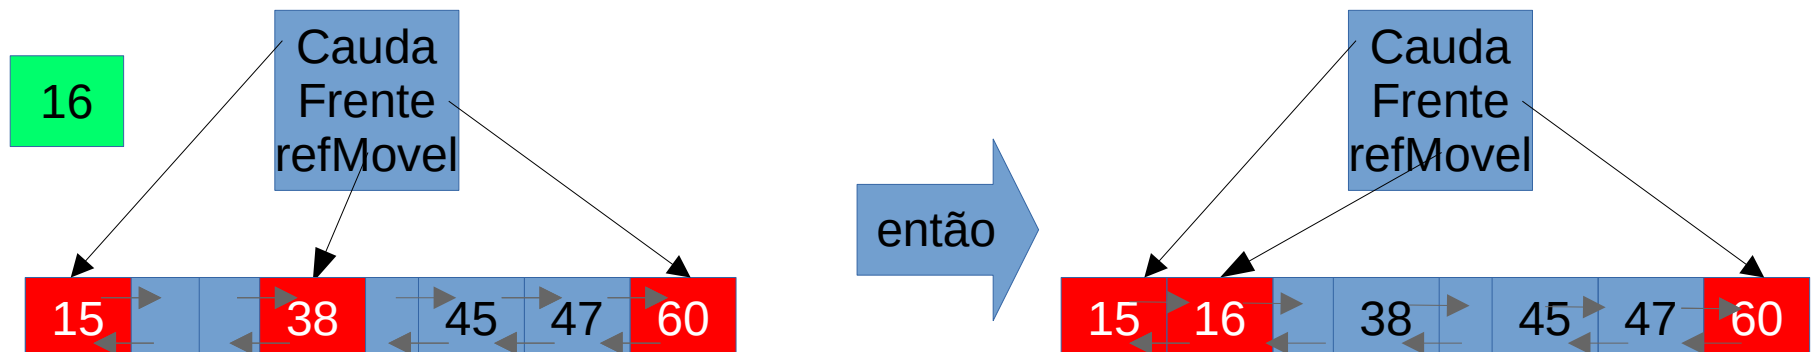 16
Cauda
Frente
refMovel
15 38 45 47 60
então
Cauda
Frente
refMovel
15 16 38 45 47 60